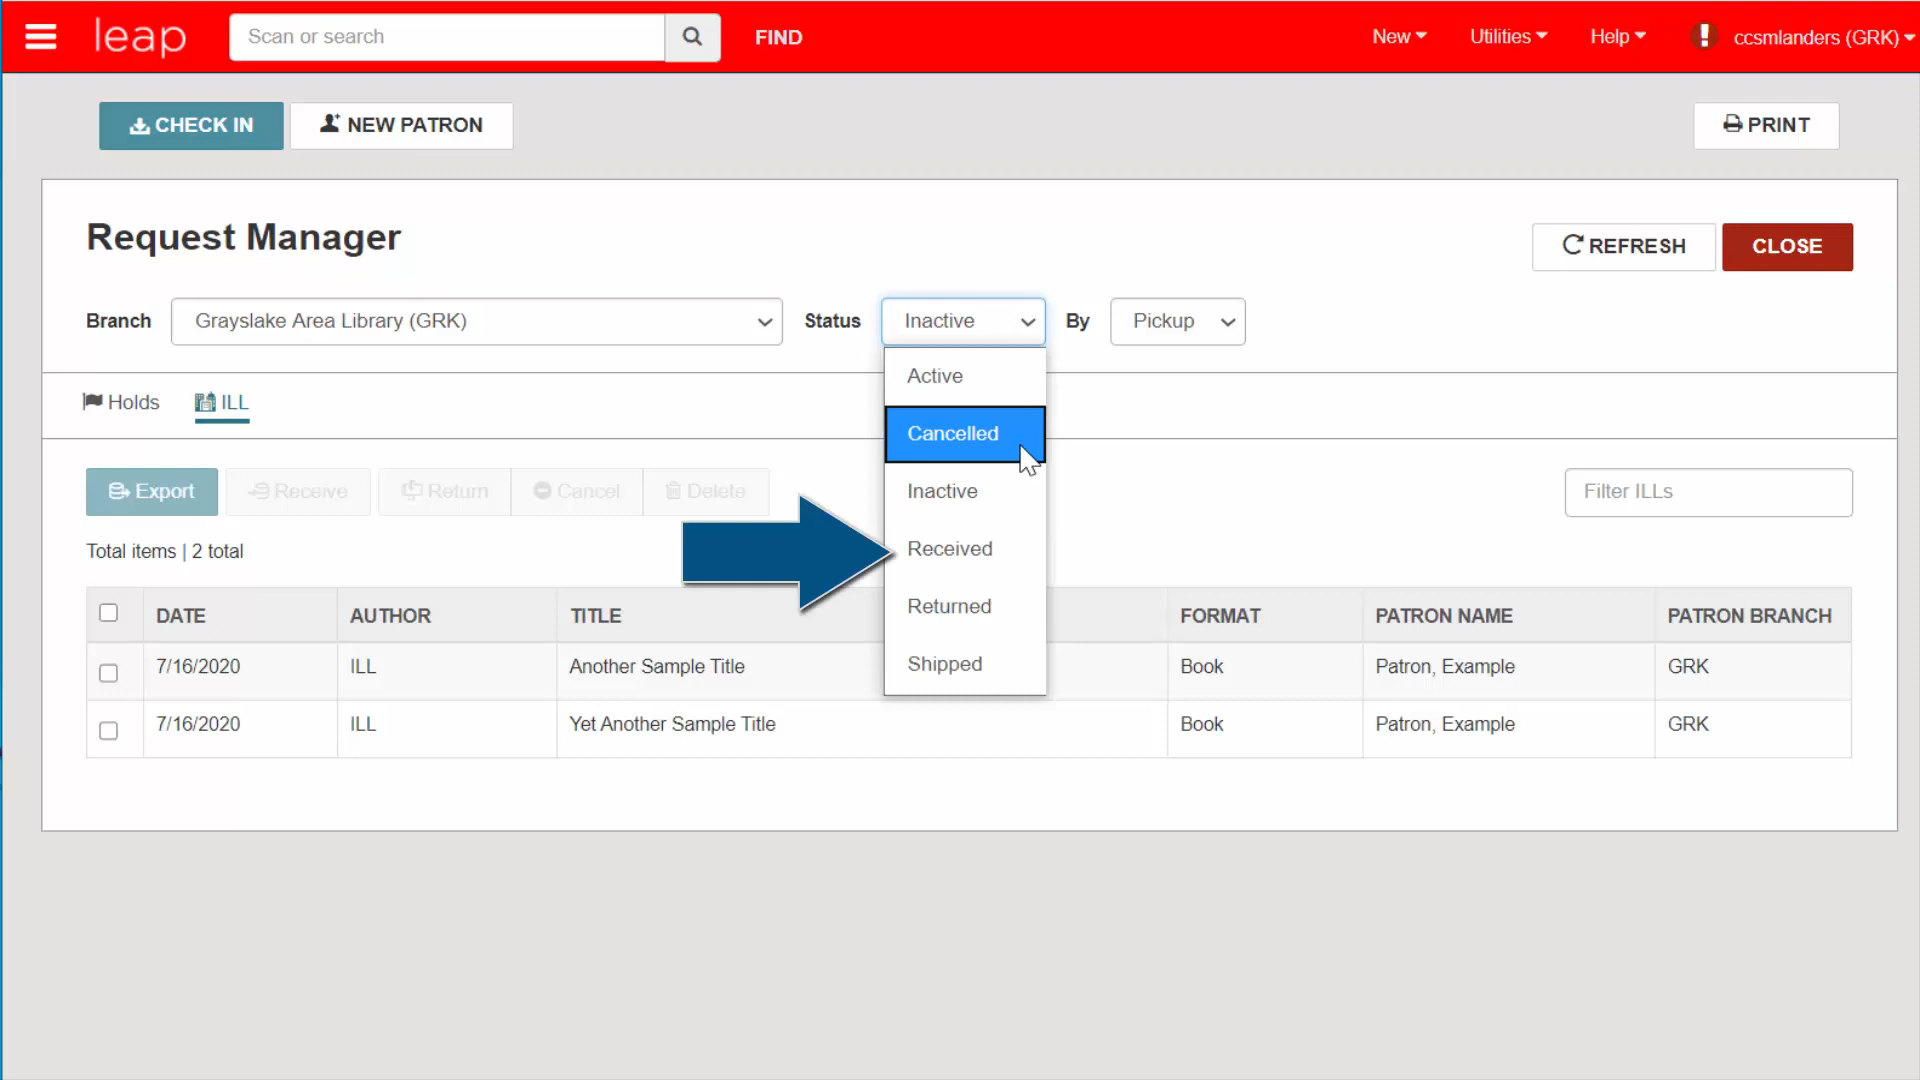 leap
Scan or search
FIND
New
Utilities
Help
ccsmlanders (GRK)
CHECK IN
NEW PATRON
PRINT
Request Manager
REFRESH
CLOSE
Branch
Grayslake Area Library (GRK)
Status
Inactive
By
Pickup
Active
Cancelled
Inactive
Received
Returned
Shipped
Holds
ILL
Export
Receive
Return
Cancel
Delete
Filter ILLs
Total items | 2 total
DATE AUTHOR TITLE FORMAT PATRON NAME PATRON BRANCH
7/16/2020 ILL Another Sample Title Book Patron, Example GRK
7/16/2020 ILL Yet Another Sample Title Book Patron, Example GRK